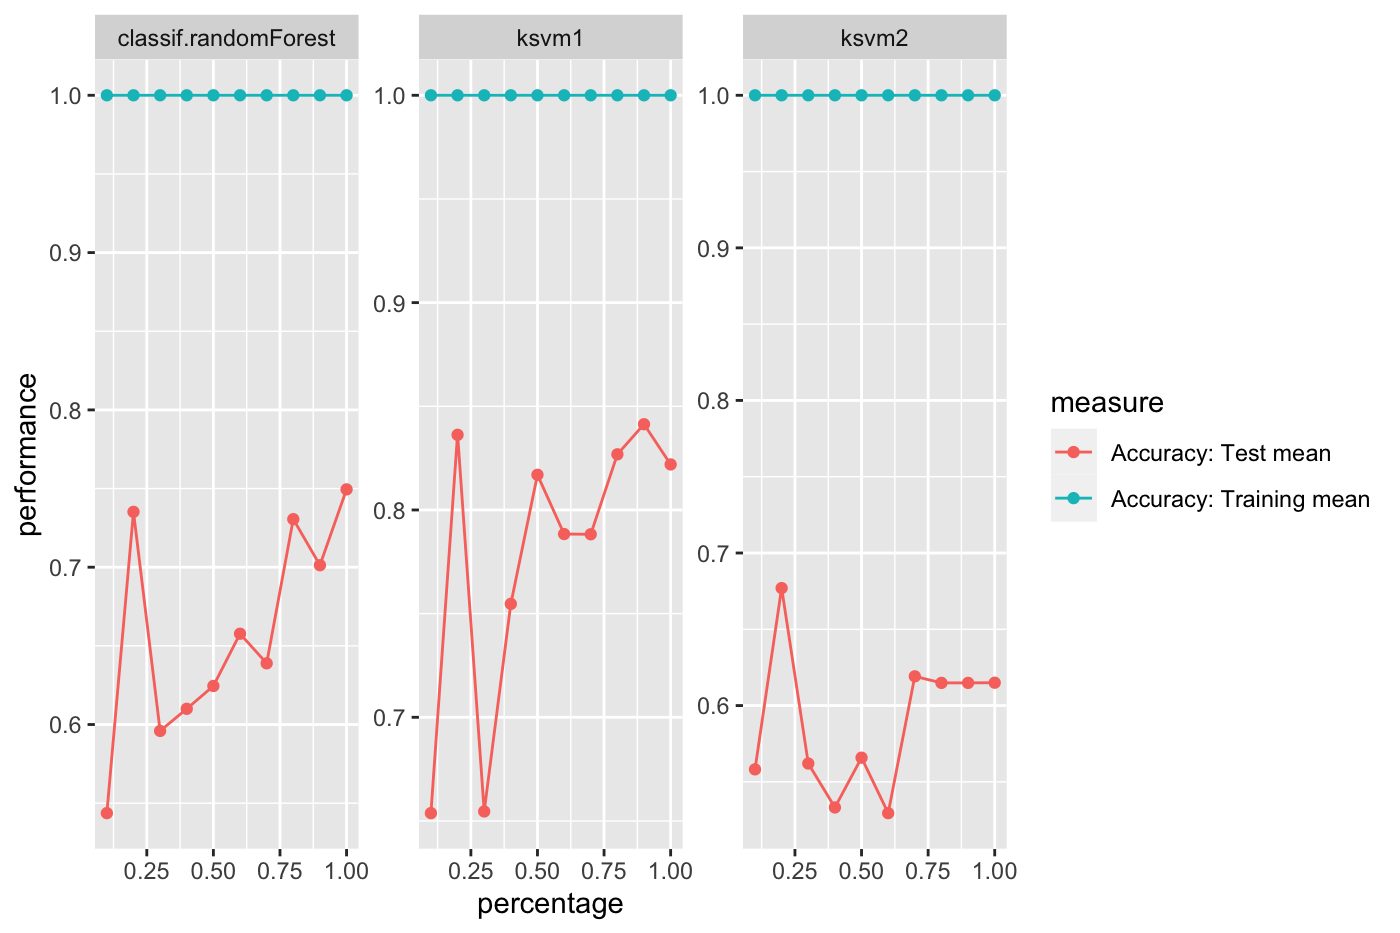 classif.randomForest
ksvm1
ksvm2
performance
1.0
0.9
0.8
0.7
0.6
1.0
0.9
0.8
0.7
1.0
0.9
0.8
0.7
0.6
0.25 0.50 0.75 1.00
0.25 0.50 0.75 1.00
0.25 0.50 0.75 1.00
percentage
measure
Accuracy: Test mean
Accuracy: Training mean